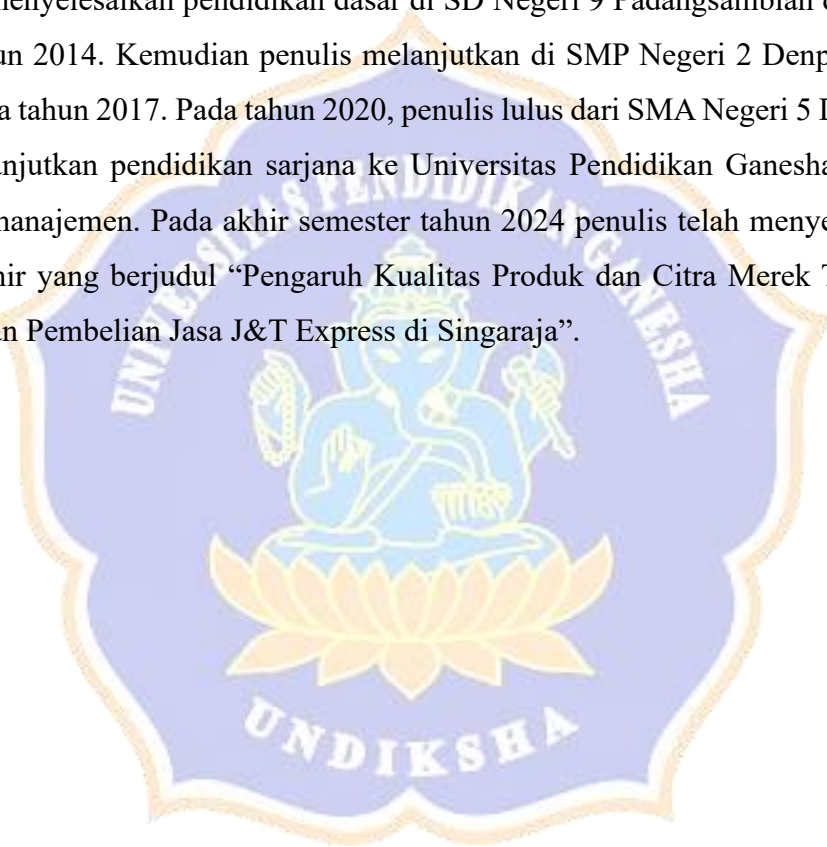 menyelesaikan pendidikan dasar di SD Negeri 9 Padangsambian
un 2014. Kemudian penulis melanjutkan di SMP Negeri 2 Denp
a tahun 2017. Pada tahun 2020, penulis lulus dari SMA Negeri 5
anjutkan pendidikan sarjana ke Universitas Pendidikan Ganesha
manajemen. Pada akhir semester tahun 2024 penulis telah menye
hir yang berjudul “Pengaruh Kualitas Produk dan Citra Merek
an Pembelian Jasa J&T Express di Singaraja”.
UNIVERSITAS PENDIDIKAN GANESHA
UNDIKSHA